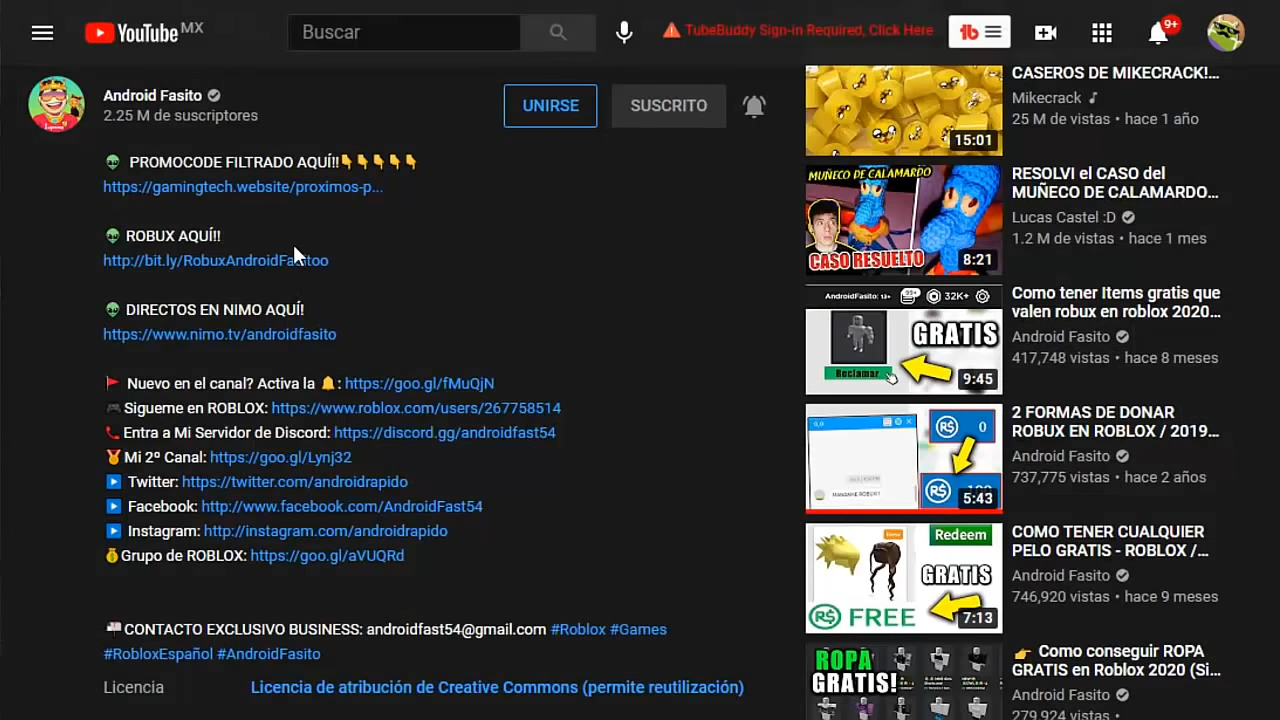 YouTube MX
Buscar
TubeBuddy Sign-in Required, Click Here
tb
9+
Android Fasito
2.25 M de suscriptores
UNIRSE
SUSCRITO
👽 PROMOCODE FILTRADO AQUÍ!!👇👇👇👇👇
https://gamingtech.website/proximos-p...
👽 ROBUX AQUÍ!!
http://bit.ly/RobuxAndroidFasitoo
👽 DIRECTOS EN NIMO AQUÍ!
https://www.nimo.tv/androidfasito
🚩 Nuevo en el canal? Activa la 🔔: https://goo.gl/fMuQjN
🎮Sigueme en ROBLOX: https://www.roblox.com/users/267758514
📞Entra a Mi Servidor de Discord: https://discord.gg/androidfast54
🏅Mi 2º Canal: https://goo.gl/Lynj32
▶ Twitter: https://twitter.com/androidrapido
▶ Facebook: http://www.facebook.com/AndroidFast54
▶ Instagram: http://instagram.com/androidrapido
💰Grupo de ROBLOX: https://goo.gl/aVUQRd
📭CONTACTO EXCLUSIVO BUSINESS: androidfast54@gmail.com #Roblox #Games
#RobloxEspañol #AndroidFasito
Licencia
Licencia de atribución de Creative Commons (permite reutilización)
15:01
CASEROS DE MIKECRACK!...
Mikecrack
25 M de vistas • hace 1 año
MUÑECO DE CALAMARDO
CASO RESUELTO
8:21
RESOLVI el CASO del
MUÑECO DE CALAMARDO...
Lucas Castel :D
1.2 M de vistas • hace 1 mes
AndroidFasito: 13+
99+
32K+
GRATIS
Reclamar
9:45
Como tener Items gratis que
valen robux en roblox 2020...
Android Fasito
417,748 vistas • hace 8 meses
R$ 0
R$
5:43
2 FORMAS DE DONAR
ROBUX EN ROBLOX / 2019...
Android Fasito
737,775 vistas • hace 2 años
Redeem
GRATIS
R$ FREE
7:13
COMO TENER CUALQUIER
PELO GRATIS - ROBLOX /...
Android Fasito
746,920 vistas • hace 9 meses
ROPA
GRATIS!
👉 Como conseguir ROPA
GRATIS en Roblox 2020 (Si...
Android Fasito
279,924